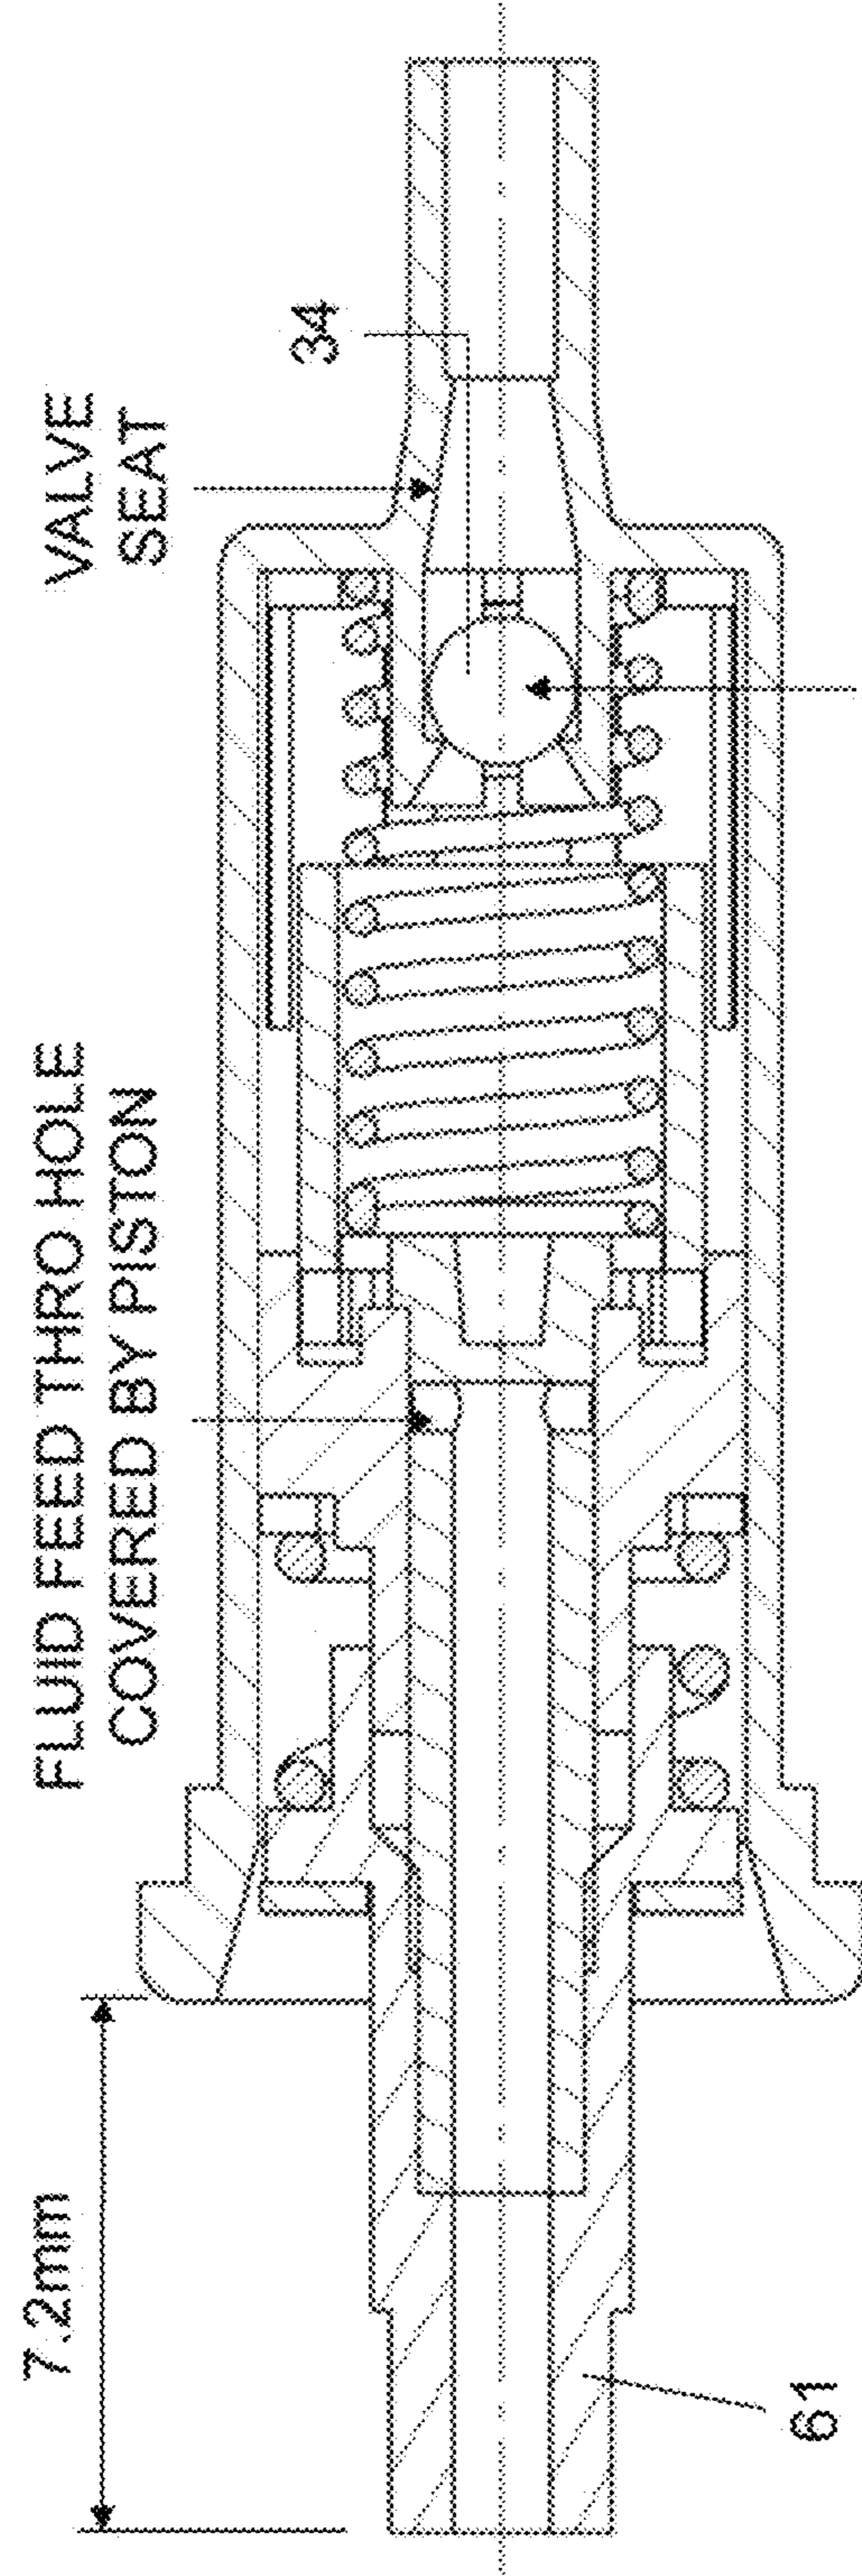 7.2mm
FLUID FEED THRO HOLE
COVERED BY PISTON
VALVE
SEAT
34
61